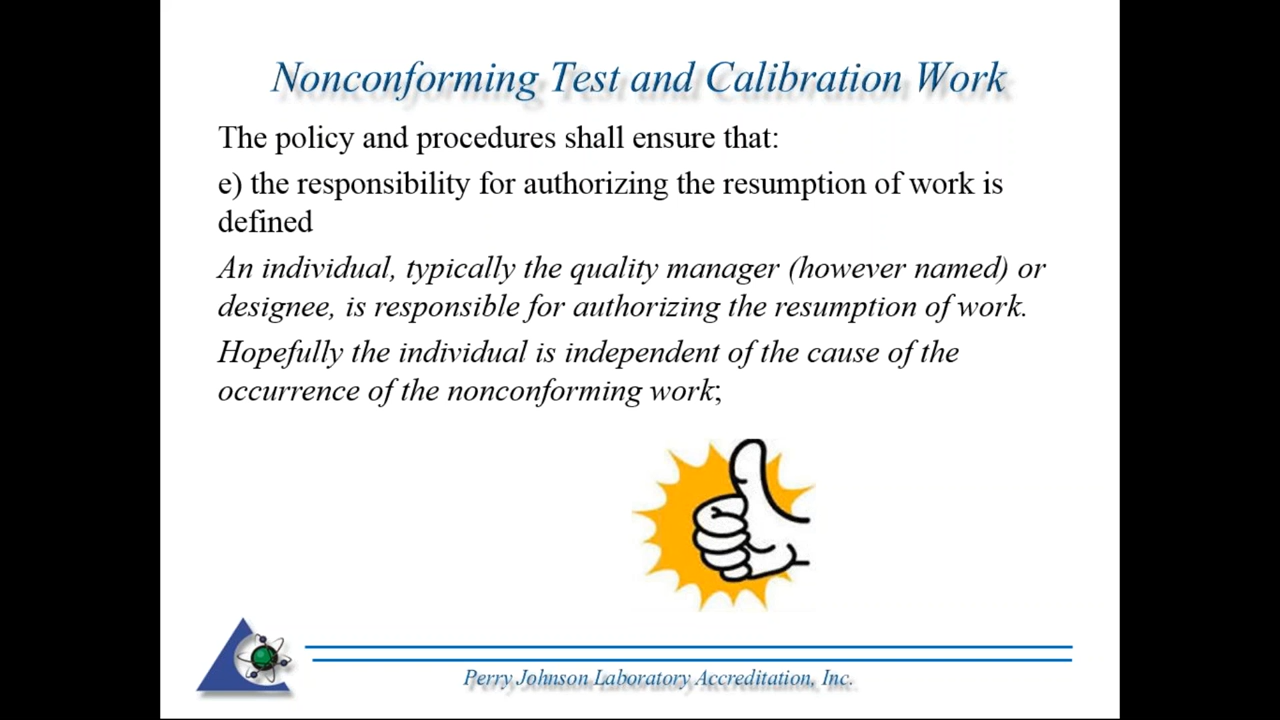 Nonconforming Test and Calibration Work
The policy and procedures shall ensure that:
e) the responsibility for authorizing the resumption of work is
defined
An individual, typically the quality manager (however named) or
designee, is responsible for authorizing the resumption of work.
Hopefully the individual is independent of the cause of the
occurrence of the nonconforming work;
Perry Johnson Laboratory Accreditation, Inc.